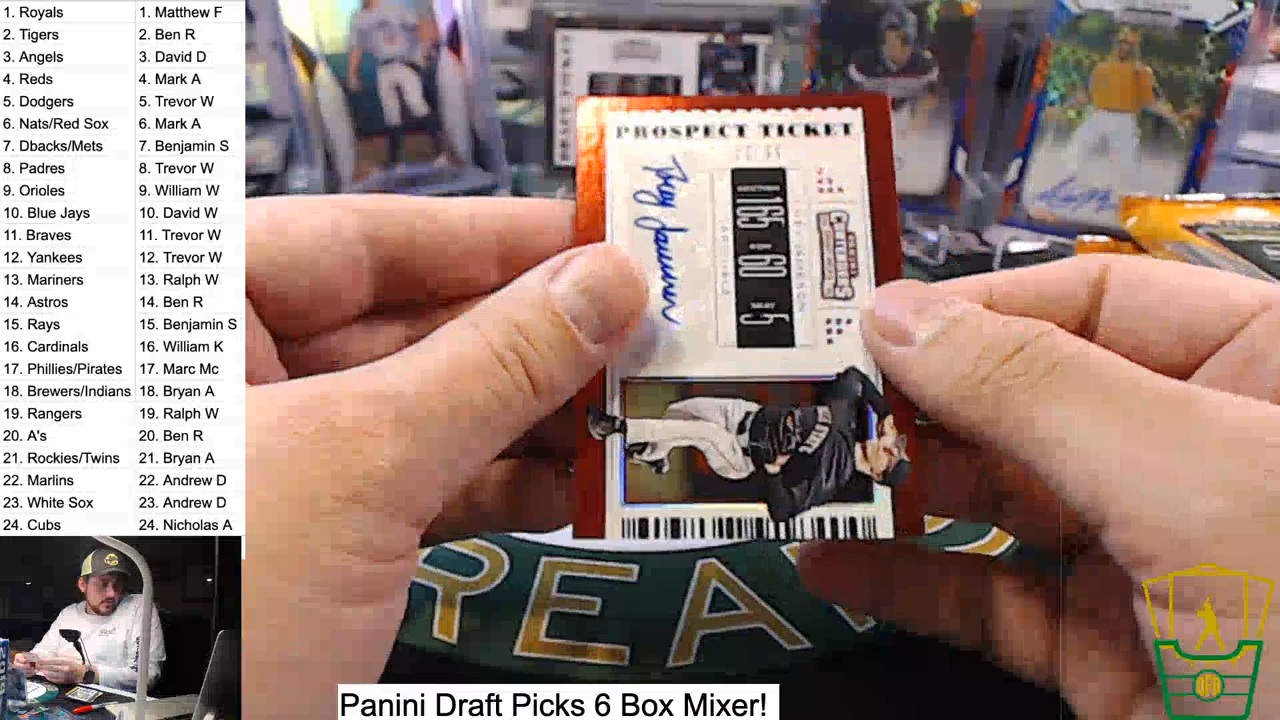 1. Royals 1. Matthew F
2. Tigers 2. Ben R
3. Angels 3. David D
4. Reds 4. Mark A
5. Dodgers 5. Trevor W
6. Nats/Red Sox 6. Mark A
7. Dbacks/Mets 7. Benjamin S
8. Padres 8. Trevor W
9. Orioles 9. William W
10. Blue Jays 10. David W
11. Braves 11. Trevor W
12. Yankees 12. Trevor W
13. Mariners 13. Ralph W
14. Astros 14. Ben R
15. Rays 15. Benjamin S
16. Cardinals 16. William K
17. Phillies/Pirates 17. Marc Mc
18. Brewers/Indians 18. Bryan A
19. Rangers 19. Ralph W
20. A's 20. Ben R
21. Rockies/Twins 21. Bryan A
22. Marlins 22. Andrew D
23. White Sox 23. Andrew D
24. Cubs 24. Nicholas A
PROSPECT TICKET
165 60 5
REA
Panini Draft Picks 6 Box Mixer!